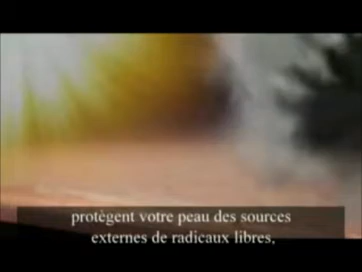 protègent votre peau des sources
externes de radicaux libres,